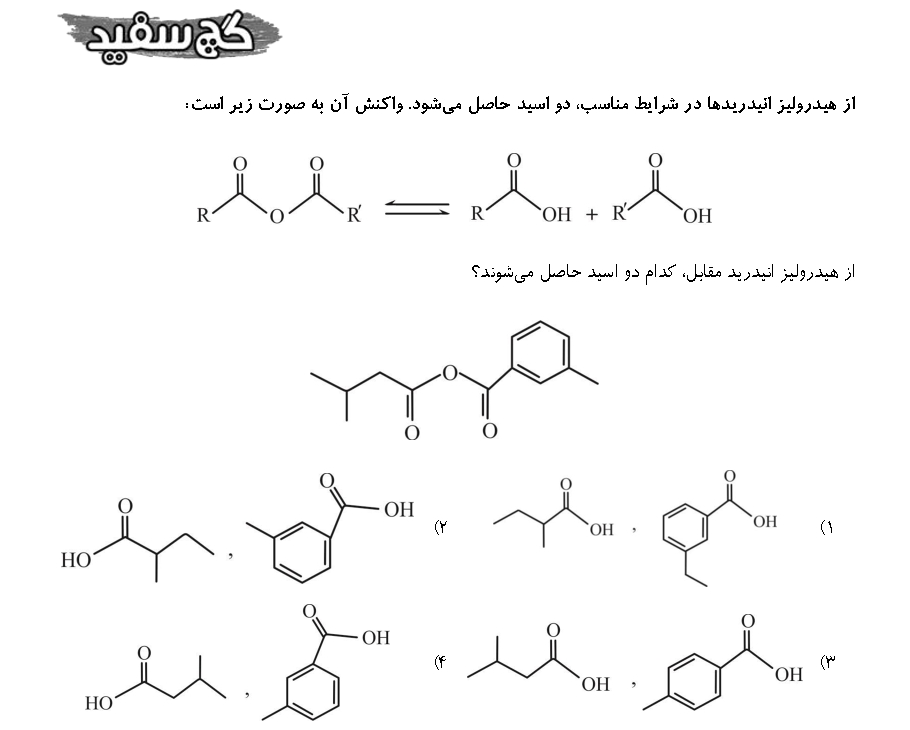 گچ سفید
از هیدرولیز انیدریدها در شرایط مناسب، دو اسید حاصل می‌شود. واکنش آن به صورت زیر است:
R O O O R′ ⇌ R O OH + R′ O OH
از هیدرولیز انیدرید مقابل، کدام دو اسید حاصل می‌شوند؟
O O O
۱) O OH , O OH
۲) O HO , O OH
۳) O OH , O OH
۴) O HO , O OH